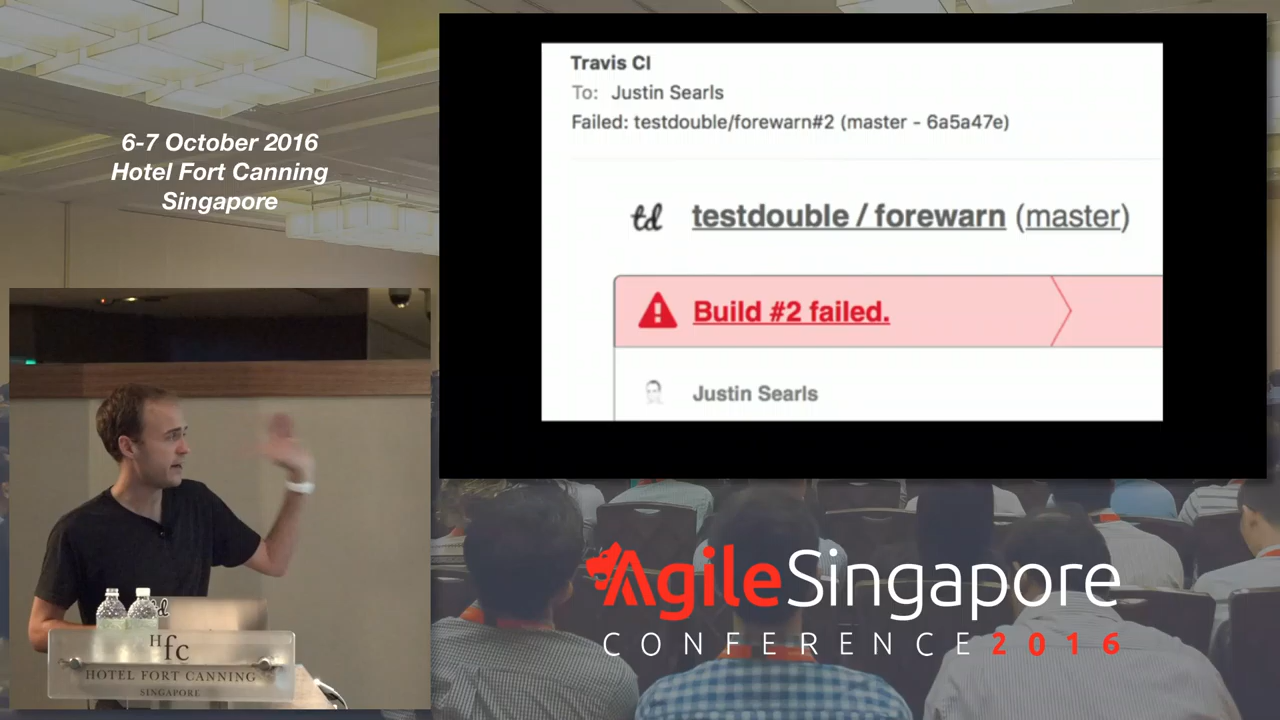 6-7 October 2016
Hotel Fort Canning
Singapore
Travis CI
To: Justin Searls
Failed: testdouble/forewarn#2 (master - 6a5a47e)
td testdouble / forewarn (master)
Build #2 failed.
Justin Searls
td
Hfc
HOTEL FORT CANNING
SINGAPORE
AgileSingapore
CONFERENCE 2016